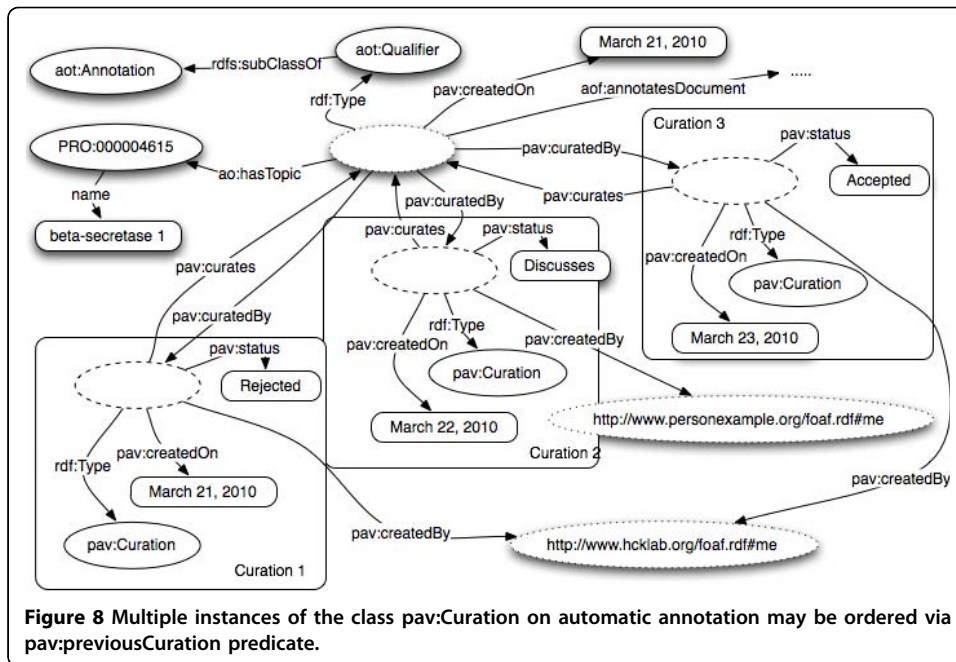 aot:Annotation
rdfs:subClassOf
aot:Qualifier
March 21, 2010
pav:createdOn
aof:annotatesDocument
.....
rdf:Type
PRO:000004615
ao:hasTopic
name
beta-secretase 1
pav:curatedBy
pav:curates
Curation 3
pav:status
Accepted
pav:createdOn
rdf:Type
pav:Curation
March 23, 2010
pav:curates
pav:curatedBy
pav:status
Discusses
rdf:Type
pav:createdOn
pav:createdBy
pav:Curation
March 22, 2010
Curation 2
pav:curates
pav:curatedBy
pav:status
Rejected
rdf:Type
pav:createdOn
March 21, 2010
pav:Curation
Curation 1
http://www.personexample.org/foaf.rdf#me
pav:createdBy
pav:createdBy
http://www.hcklab.org/foaf.rdf#me
Figure 8 Multiple instances of the class pav:Curation on automatic annotation may be ordered via
pav:previousCuration predicate.